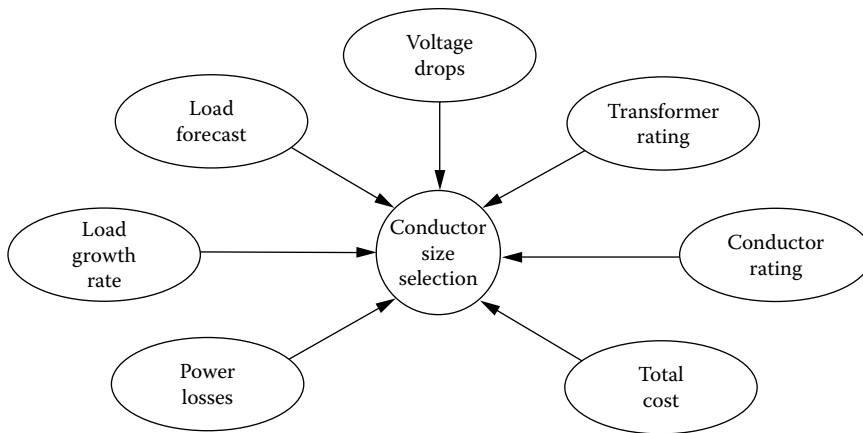 Voltage
drops
Load
forecast
Transformer
rating
Load
growth
rate
Conductor
size
selection
Conductor
rating
Power
losses
Total
cost